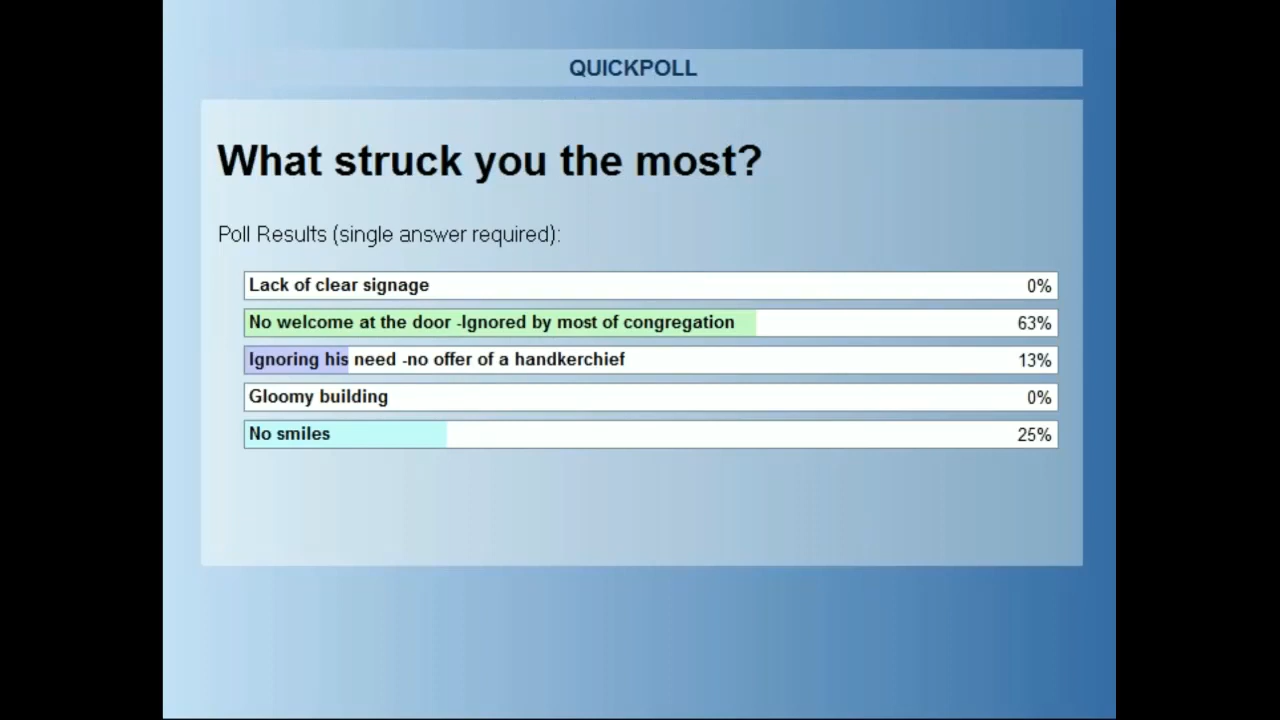 QUICKPOLL
What struck you the most?
Poll Results (single answer required):
Lack of clear signage 0%
No welcome at the door -Ignored by most of congregation 63%
Ignoring his need -no offer of a handkerchief 13%
Gloomy building 0%
No smiles 25%